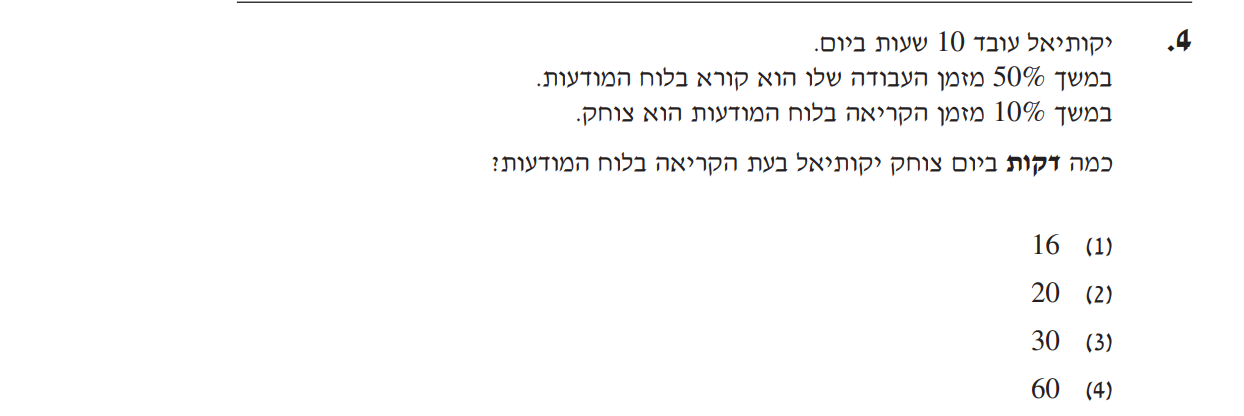 4. יקותיאל עובד 10 שעות ביום.
במשך 50% מזמן העבודה שלו הוא קורא בלוח המודעות.
במשך 10% מזמן הקריאה בלוח המודעות הוא צוחק.
כמה דקות ביום צוחק יקותיאל בעת הקריאה בלוח המודעות?
(1) 16
(2) 20
(3) 30
(4) 60